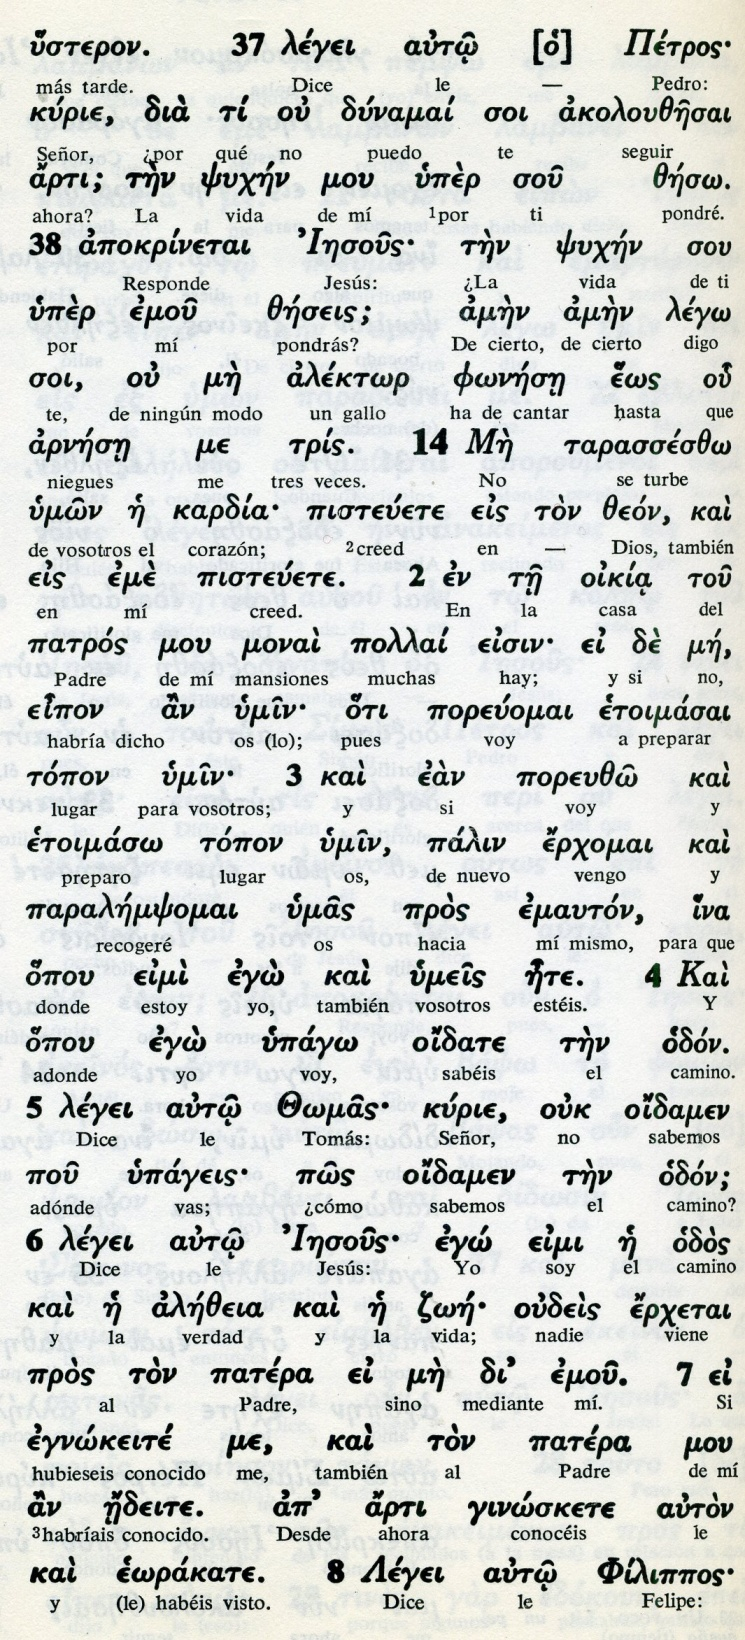 ὕστερον. 37 λέγει αὐτῷ [ὁ] Πέτρος·
más tarde. Dice le — Pedro:
κύριε, διὰ τί οὐ δύναμαί σοι ἀκολουθῆσαι
Señor, ¿por qué no puedo te seguir
ἄρτι; τὴν ψυχήν μου ὑπὲρ σοῦ θήσω.
ahora? La vida de mí ¹por ti pondré.
38 ἀποκρίνεται Ἰησοῦς· τὴν ψυχήν σου
Responde Jesús: ¿La vida de ti
ὑπὲρ ἐμοῦ θήσεις; ἀμὴν ἀμὴν λέγω
por mí pondrás? De cierto, de cierto digo
σοι, οὐ μὴ ἀλέκτωρ φωνήσῃ ἕως οὗ
te, de ningún modo un gallo ha de cantar hasta que
ἀρνήσῃ με τρίς. 14 Μὴ ταρασσέσθω
niegues me tres veces. No se turbe
ὑμῶν ἡ καρδία· πιστεύετε εἰς τὸν θεόν, καὶ
de vosotros el corazón; ²creed en — Dios, también
εἰς ἐμὲ πιστεύετε. 2 ἐν τῇ οἰκίᾳ τοῦ
en mí creed. En la casa del
πατρός μου μοναὶ πολλαί εἰσιν· εἰ δὲ μή,
Padre de mí mansiones muchas hay; y si no,
εἶπον ἂν ὑμῖν· ὅτι πορεύομαι ἑτοιμάσαι
habría dicho os (lo); pues voy a preparar
τόπον ὑμῖν· 3 καὶ ἐὰν πορευθῶ καὶ
lugar para vosotros; y si voy y
ἑτοιμάσω τόπον ὑμῖν, πάλιν ἔρχομαι καὶ
preparo lugar os, de nuevo vengo y
παραλήμψομαι ὑμᾶς πρὸς ἐμαυτόν, ἵνα
recogeré os hacia mí mismo, para que
ὅπου εἰμὶ ἐγὼ καὶ ὑμεῖς ἦτε. 4 Καὶ
donde estoy yo, también vosotros estéis. Y
ὅπου ἐγὼ ὑπάγω οἴδατε τὴν ὁδόν.
adonde yo voy, sabéis el camino.
5 λέγει αὐτῷ Θωμᾶς· κύριε, οὐκ οἴδαμεν
Dice le Tomás: Señor, no sabemos
ποῦ ὑπάγεις· πῶς οἴδαμεν τὴν ὁδόν;
adónde vas; ¿cómo sabemos el camino?
6 λέγει αὐτῷ Ἰησοῦς· ἐγώ εἰμι ἡ ὁδὸς
Dice le Jesús: Yo soy el camino
καὶ ἡ ἀλήθεια καὶ ἡ ζωή· οὐδεὶς ἔρχεται
y la verdad y la vida; nadie viene
πρὸς τὸν πατέρα εἰ μὴ δι' ἐμοῦ. 7 εἰ
al Padre, sino mediante mí. Si
ἐγνώκειτέ με, καὶ τὸν πατέρα μου
hubieseis conocido me, también al Padre de mí
ἂν ᾔδειτε. ἀπ' ἄρτι γινώσκετε αὐτὸν
³habríais conocido. Desde ahora conocéis le
καὶ ἑωράκατε. 8 Λέγει αὐτῷ Φίλιππος·
y (le) habéis visto. Dice le Felipe: